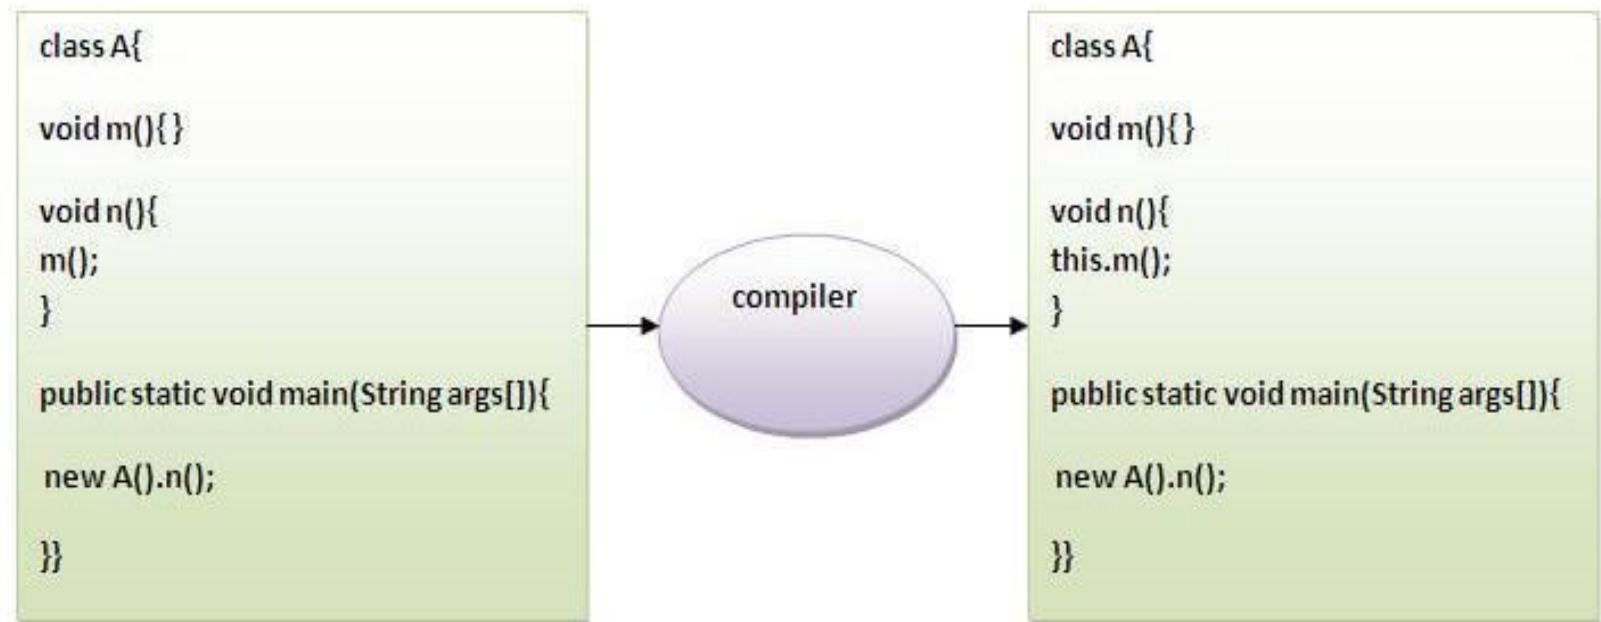 class A{
void m(){}
void n(){
m();
}
public static void main(String args[]){
new A().n();
}}
compiler
class A{
void m(){}
void n(){
this.m();
}
public static void main(String args[]){
new A().n();
}}